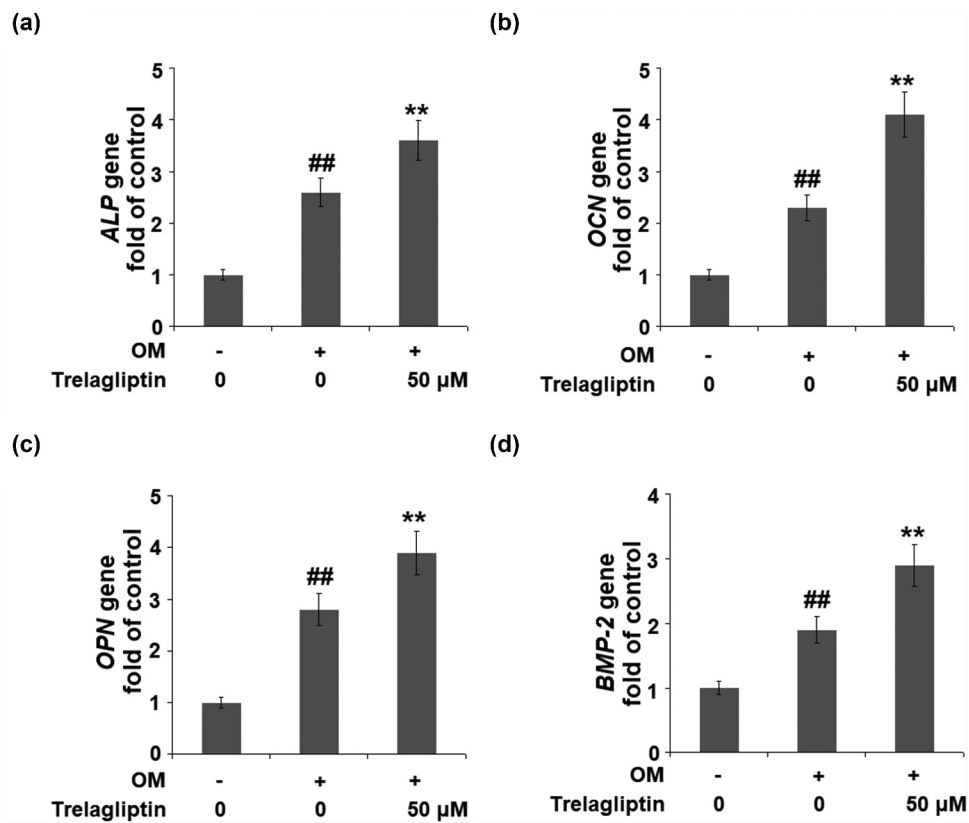 (a)
ALP gene
fold of control
5
4
3
2
1
0
##
**
OM - + +
Trelagliptin 0 0 50 μM
(b)
OCN gene
fold of control
5
4
3
2
1
0
##
**
OM - + +
Trelagliptin 0 0 50 μM
(c)
OPN gene
fold of control
5
4
3
2
1
0
##
**
OM - + +
Trelagliptin 0 0 50 μM
(d)
BMP-2 gene
fold of control
4
3
2
1
0
##
**
OM - + +
Trelagliptin 0 0 50 μM